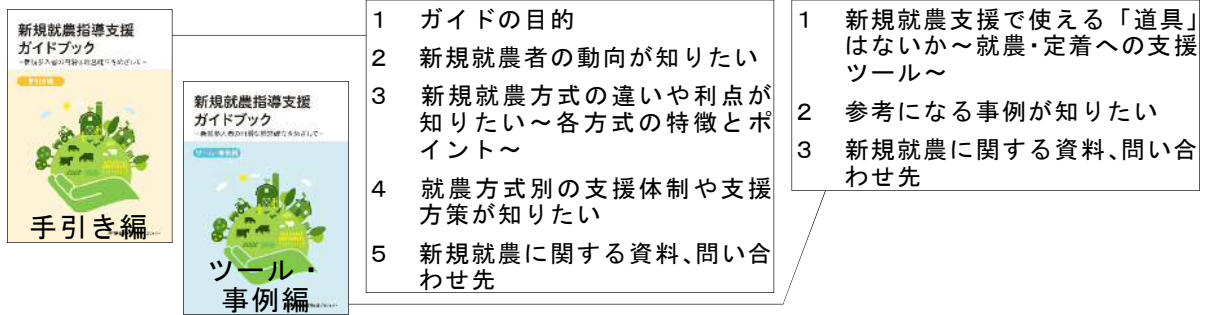 新規就農指導支援
ガイドブック
手引き編
新規就農指導支援
ガイドブック
ツール・事例編
ツール・
事例編
1 ガイドの目的
2 新規就農者の動向が知りたい
3 新規就農方式の違いや利点が
知りたい～各方式の特徴とポ
イント～
4 就農方式別の支援体制や支援
方策が知りたい
5 新規就農に関する資料、問い合
わせ先
1 新規就農支援で使える「道具」
はないか～就農・定着への支援
ツール～
2 参考になる事例が知りたい
3 新規就農に関する資料、問い合
わせ先